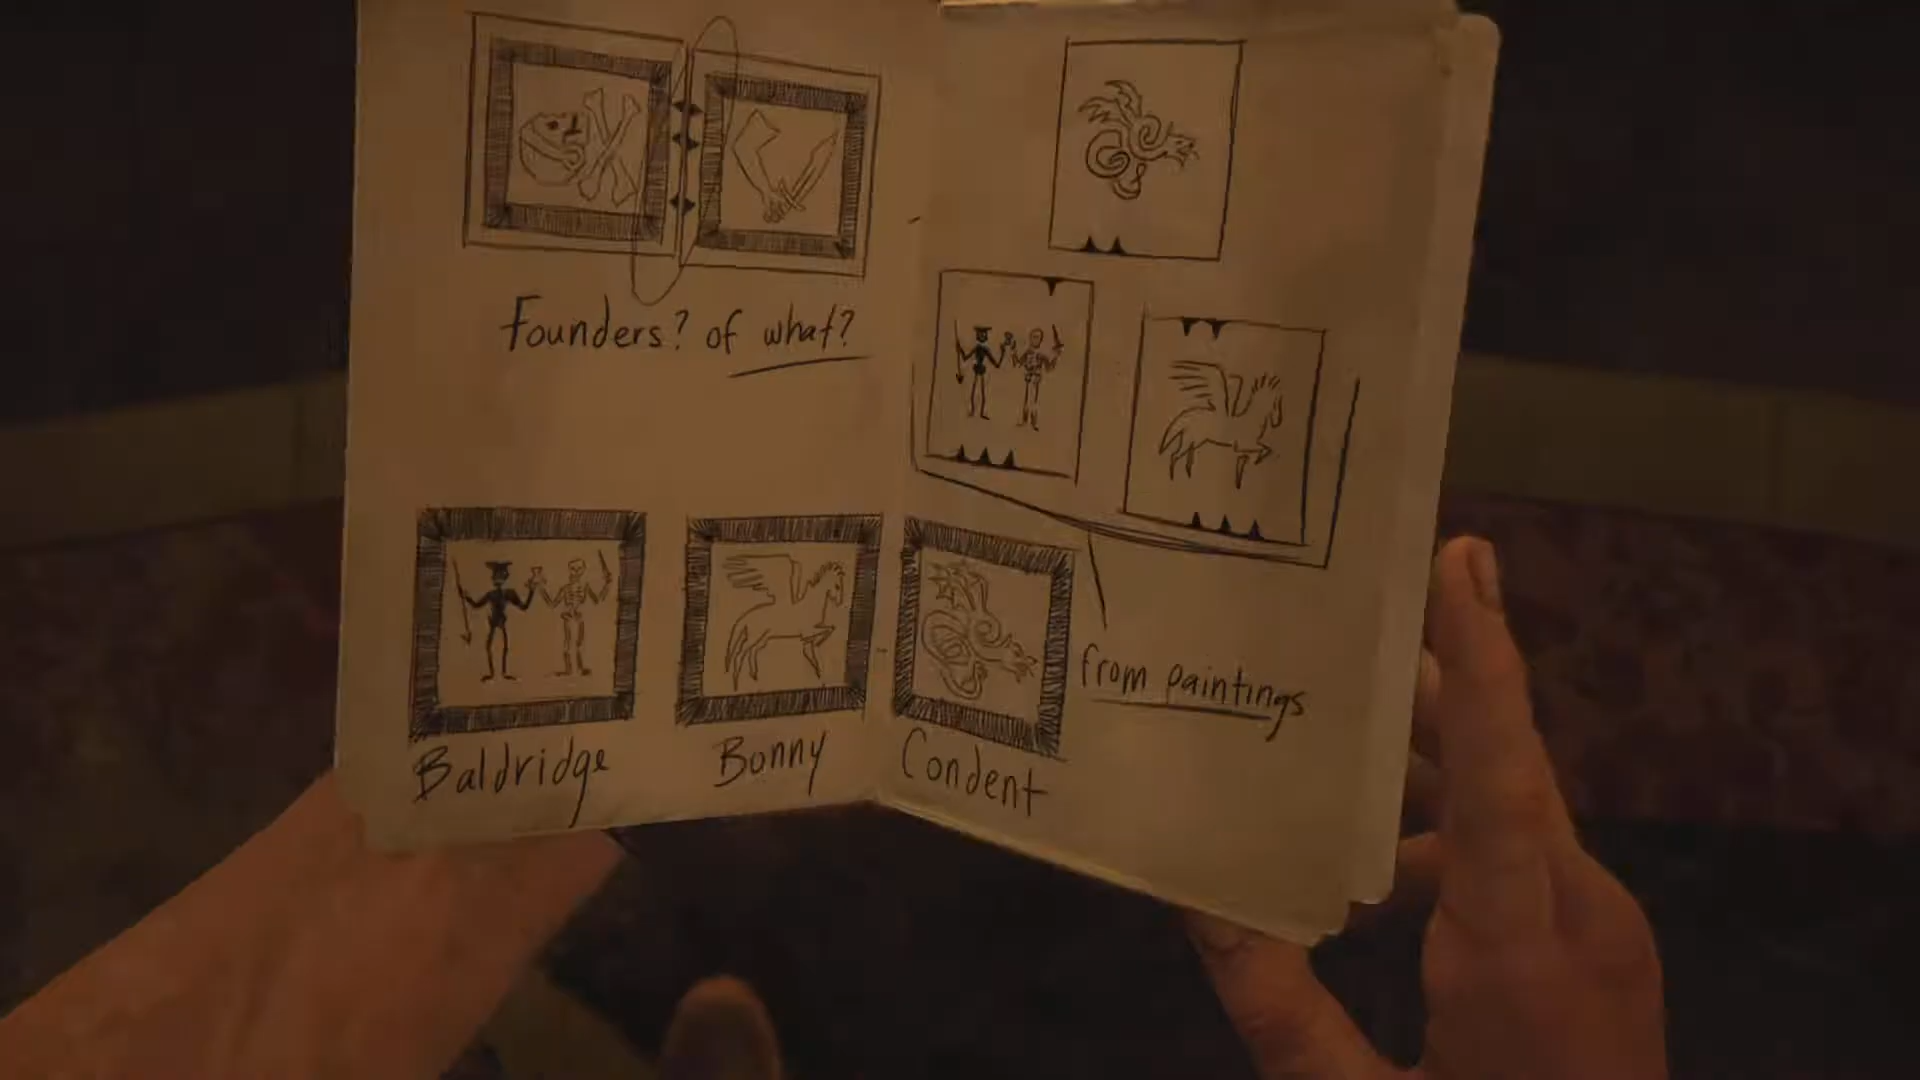 Founders? of what?
Baldridge
Bonny
Condent
from paintings